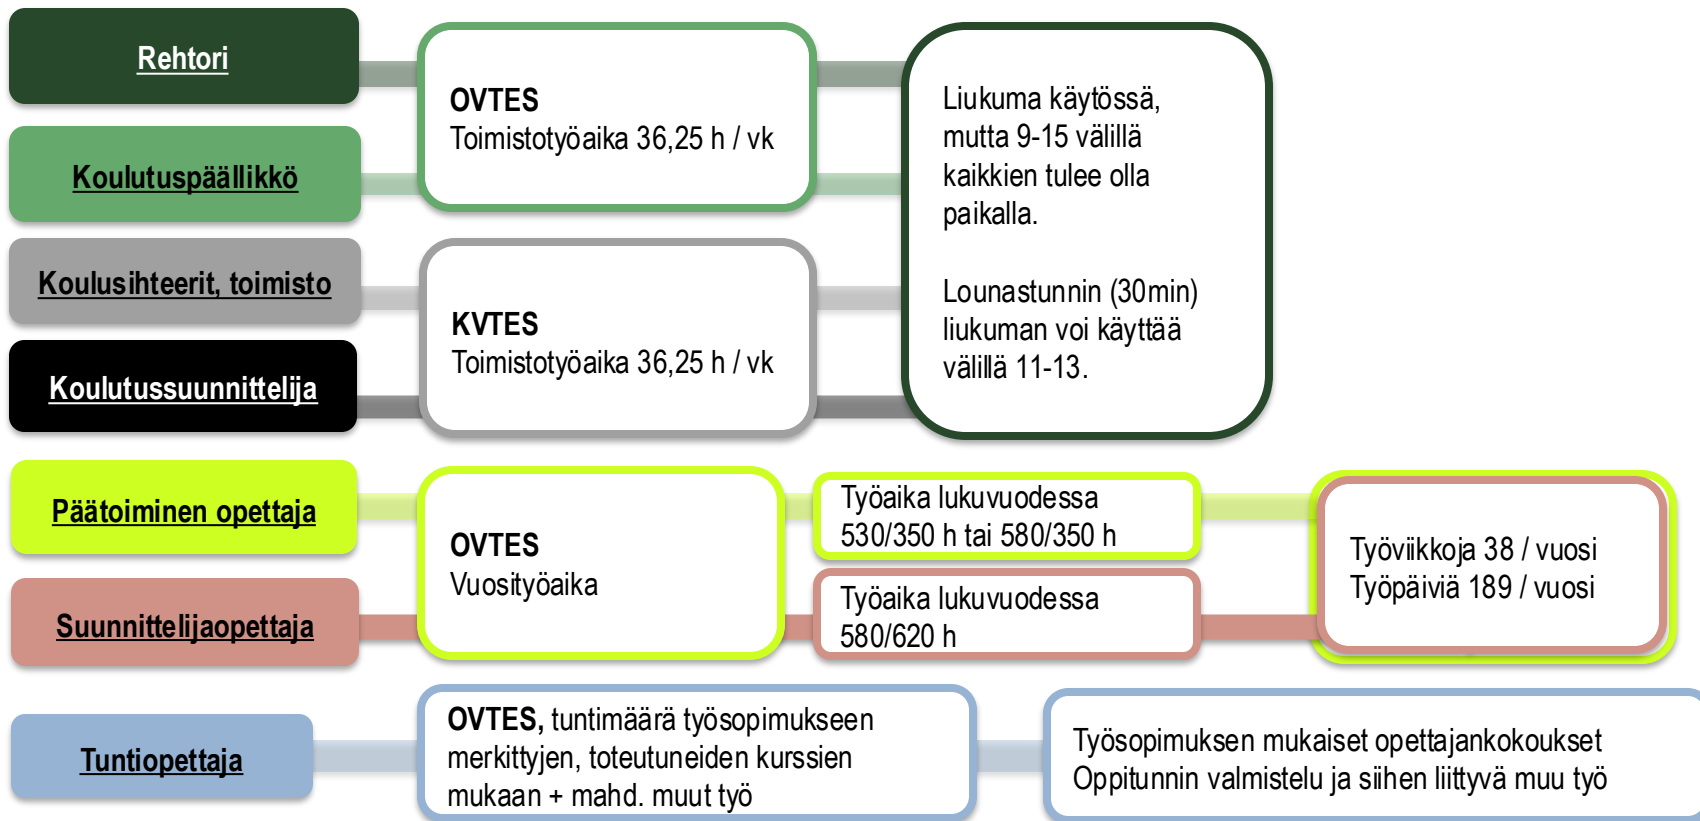 Rehtori
OVTES
Toimistotyöaika 36,25 h / vk
Koulutuspäällikkö
Liukuma käytössä,
mutta 9-15 välillä
kaikkien tulee olla
paikalla.
Lounastunnin (30min)
liukuman voi käyttää
välillä 11-13.
Koulusihteerit, toimisto
KVTES
Toimistotyöaika 36,25 h / vk
Koulutussuunnittelija
Päätoiminen opettaja
OVTES
Vuosityöaika
Työaika lukuvuodessa
530/350 h tai 580/350 h
Suunnittelijaopettaja
Työaika lukuvuodessa
580/620 h
Työviikkoja 38 / vuosi
Työpäiviä 189 / vuosi
Tuntiopettaja
OVTES, tuntimäärä työsopimukseen
merkittyjen, toteutuneiden kurssien
mukaan + mahd. muut työ
Työsopimuksen mukaiset opettajankokoukset
Oppitunnin valmistelu ja siihen liittyvä muu työ